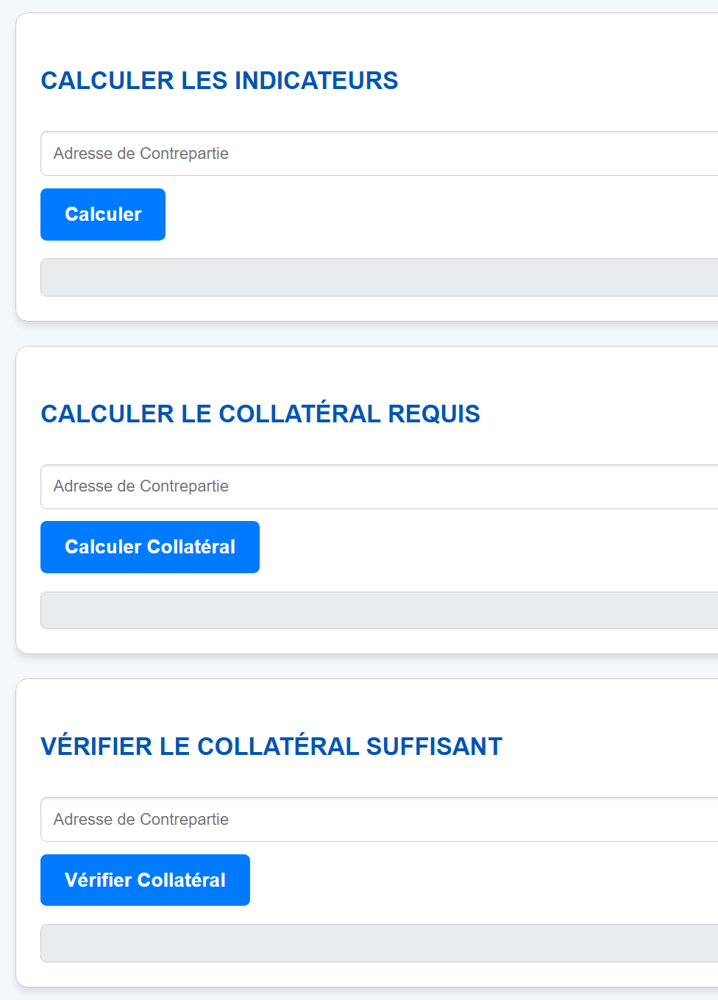 CALCULER LES INDICATEURS
Adresse de Contrepartie
Calculer
CALCULER LE COLLATÉRAL REQUIS
Adresse de Contrepartie
Calculer Collatéral
VÉRIFIER LE COLLATÉRAL SUFFISANT
Adresse de Contrepartie
Vérifier Collatéral